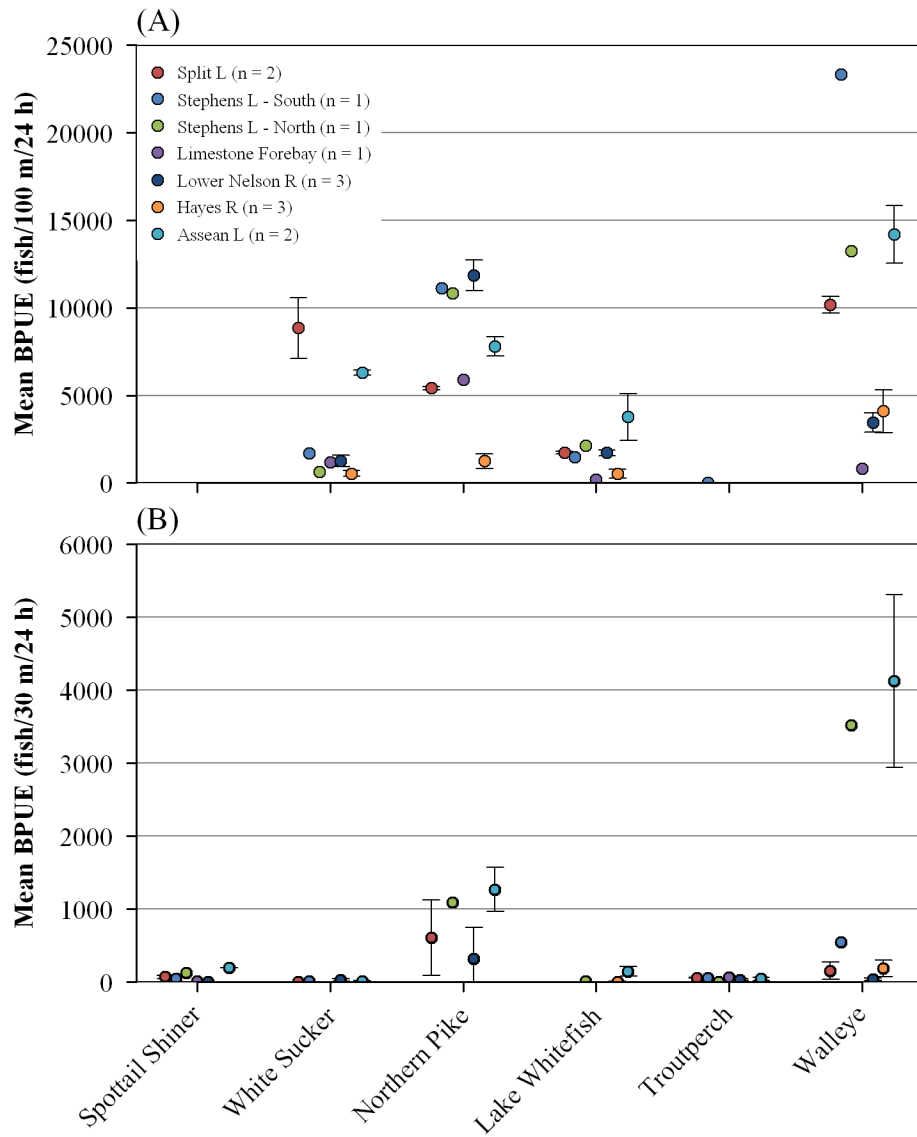 (A)
Mean BPUE (fish/100 m/24 h)
25000
20000
15000
10000
5000
0
Split L (n = 2)
Stephens L - South (n = 1)
Stephens L - North (n = 1)
Limestone Forebay (n = 1)
Lower Nelson R (n = 3)
Hayes R (n = 3)
Assean L (n = 2)
(B)
Mean BPUE (fish/30 m/24 h)
6000
5000
4000
3000
2000
1000
0
Spottail Shiner
White Sucker
Northern Pike
Lake Whitefish
Troutperch
Walleye